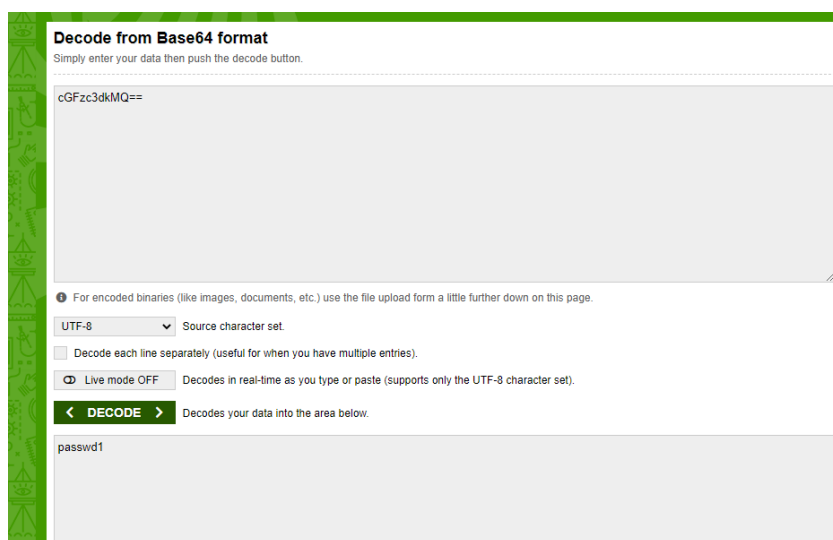 Decode from Base64 format
Simply enter your data then push the decode button.
cGFzc3dkMQ==
For encoded binaries (like images, documents, etc.) use the file upload form a little further down on this page.
UTF-8 Source character set.
Decode each line separately (useful for when you have multiple entries).
Live mode OFF Decodes in real-time as you type or paste (supports only the UTF-8 character set).
< DECODE > Decodes your data into the area below.
passwd1